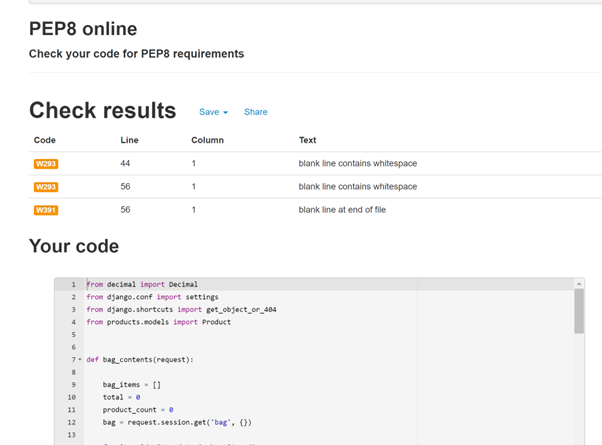 PEP8 online
Check your code for PEP8 requirements
Check results Save Share
Code Line Column Text
W293 44 1 blank line contains whitespace
W293 56 1 blank line contains whitespace
W391 56 1 blank line at end of file
Your code
1 from decimal import Decimal
2 from django.conf import settings
3 from django.shortcuts import get_object_or_404
4 from products.models import Product
5
6
7 def bag_contents(request):
8
9 bag_items = []
10 total = 0
11 product_count = 0
12 bag = request.session.get('bag', {})
13